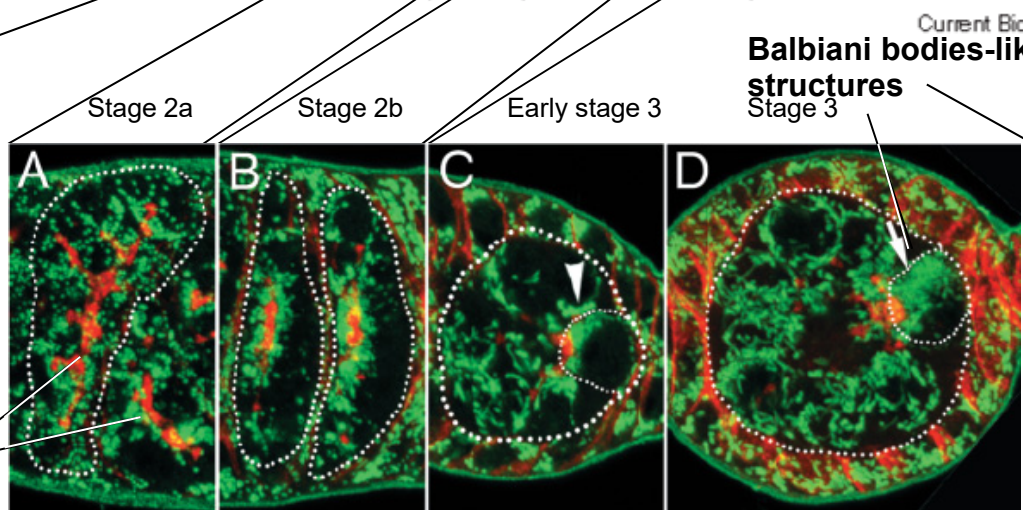 Current Bio
Balbiani bodies-lik
structures
Stage 2a
Stage 2b
Early stage 3
Stage 3
A
B
C
D